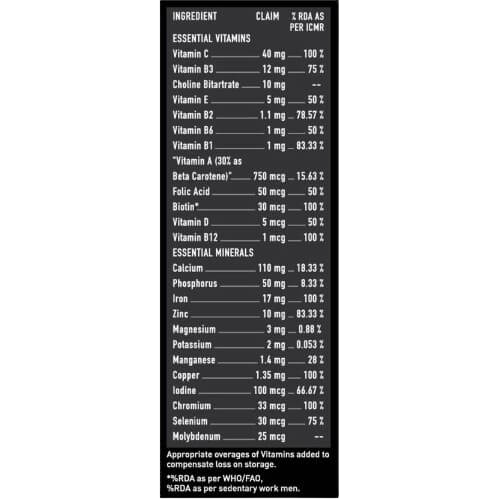 INGREDIENT CLAIM % RDA AS
PER ICMR
ESSENTIAL VITAMINS
Vitamin C 40 mg 100 %
Vitamin B3 12 mg 75 %
Choline Bitartrate 10 mg --
Vitamin E 5 mg 50 %
Vitamin B2 1.1 mg 78.57 %
Vitamin B6 1 mg 50 %
Vitamin B1 1 mg 83.33 %
"Vitamin A (30% as
Beta Carotene)" 750 mcg 15.63 %
Folic Acid 50 mcg 50 %
Biotin* 30 mcg 100 %
Vitamin D 5 mcg 50 %
Vitamin B12 1 mcg 100 %
ESSENTIAL MINERALS
Calcium 110 mg 18.33 %
Phosphorus 50 mg 8.33 %
Iron 17 mg 100 %
Zinc 10 mg 83.33 %
Magnesium 3 mg 0.88 %
Potassium 2 mg 0.053 %
Manganese 1.4 mg 28 %
Copper 1.35 mg 100 %
Iodine 100 mcg 66.67 %
Chromium 33 mcg 100 %
Selenium 30 mcg 75 %
Molybdenum 25 mcg --
Appropriate overages of Vitamins added to
compensate loss on storage.
*%RDA as per WHO/FAO,
%RDA as per sedentary work men.